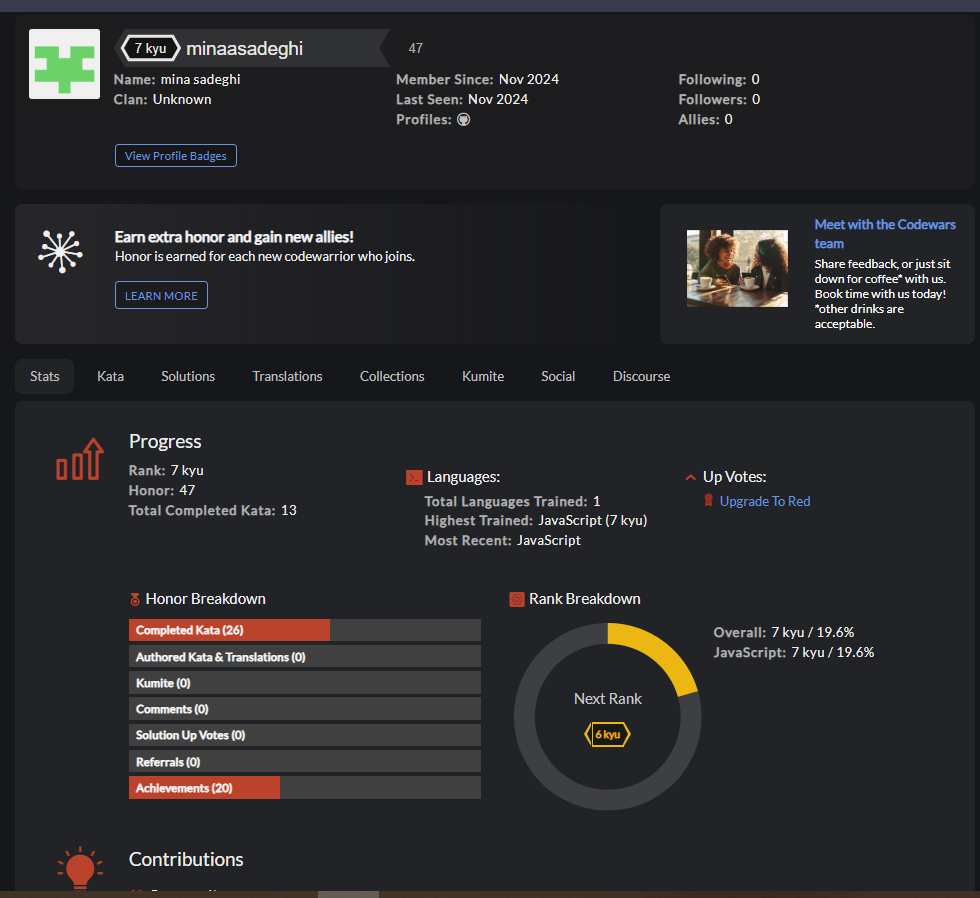 7 kyu minaasadeghi 47
Name: mina sadeghi
Clan: Unknown
Member Since: Nov 2024
Last Seen: Nov 2024
Profiles:
Following: 0
Followers: 0
Allies: 0
View Profile Badges
Earn extra honor and gain new allies!
Honor is earned for each new codewarrior who joins.
LEARN MORE
Meet with the Codewars
team
Share feedback, or just sit
down for coffee* with us.
Book time with us today!
*other drinks are
acceptable.
Stats Kata Solutions Translations Collections Kumite Social Discourse
Progress
Rank: 7 kyu
Honor: 47
Total Completed Kata: 13
Languages:
Total Languages Trained: 1
Highest Trained: JavaScript (7 kyu)
Most Recent: JavaScript
Up Votes:
Upgrade To Red
Honor Breakdown
Completed Kata (26)
Authored Kata & Translations (0)
Kumite (0)
Comments (0)
Solution Up Votes (0)
Referrals (0)
Achievements (20)
Rank Breakdown
Next Rank
6 kyu
Overall: 7 kyu / 19.6%
JavaScript: 7 kyu / 19.6%
Contributions